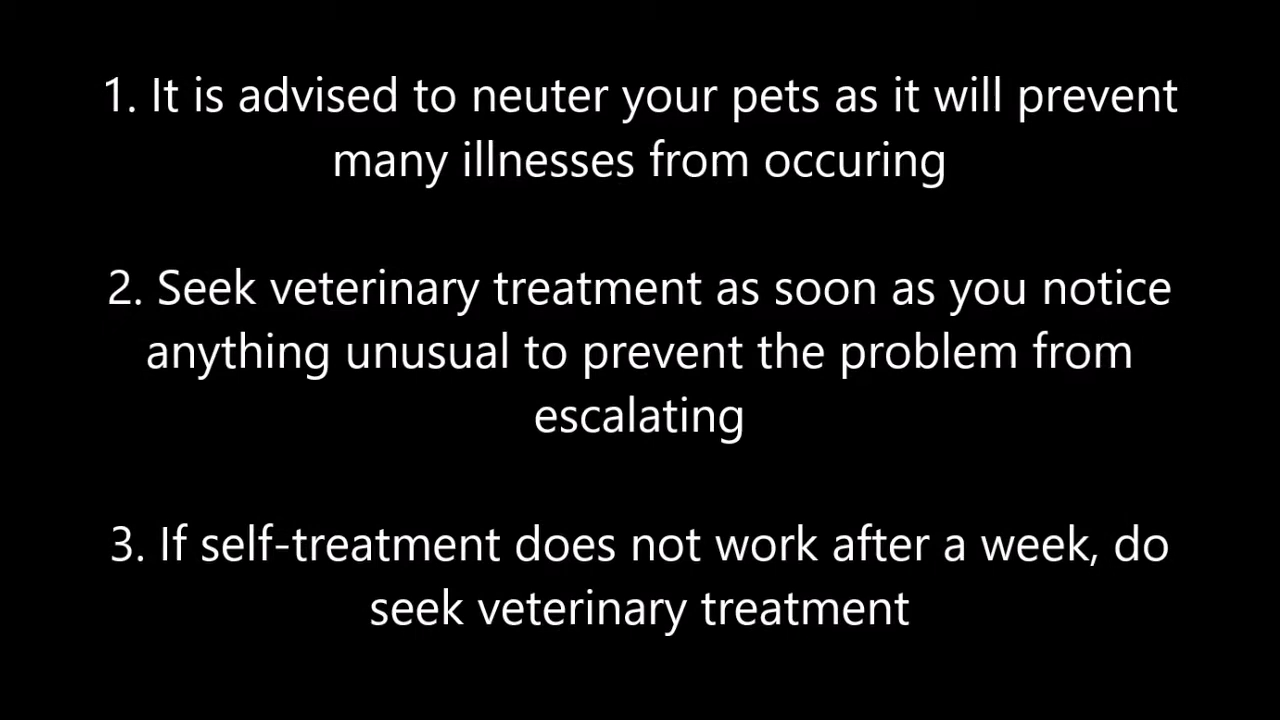 1. It is advised to neuter your pets as it will prevent
many illnesses from occuring
2. Seek veterinary treatment as soon as you notice
anything unusual to prevent the problem from
escalating
3. If self-treatment does not work after a week, do
seek veterinary treatment